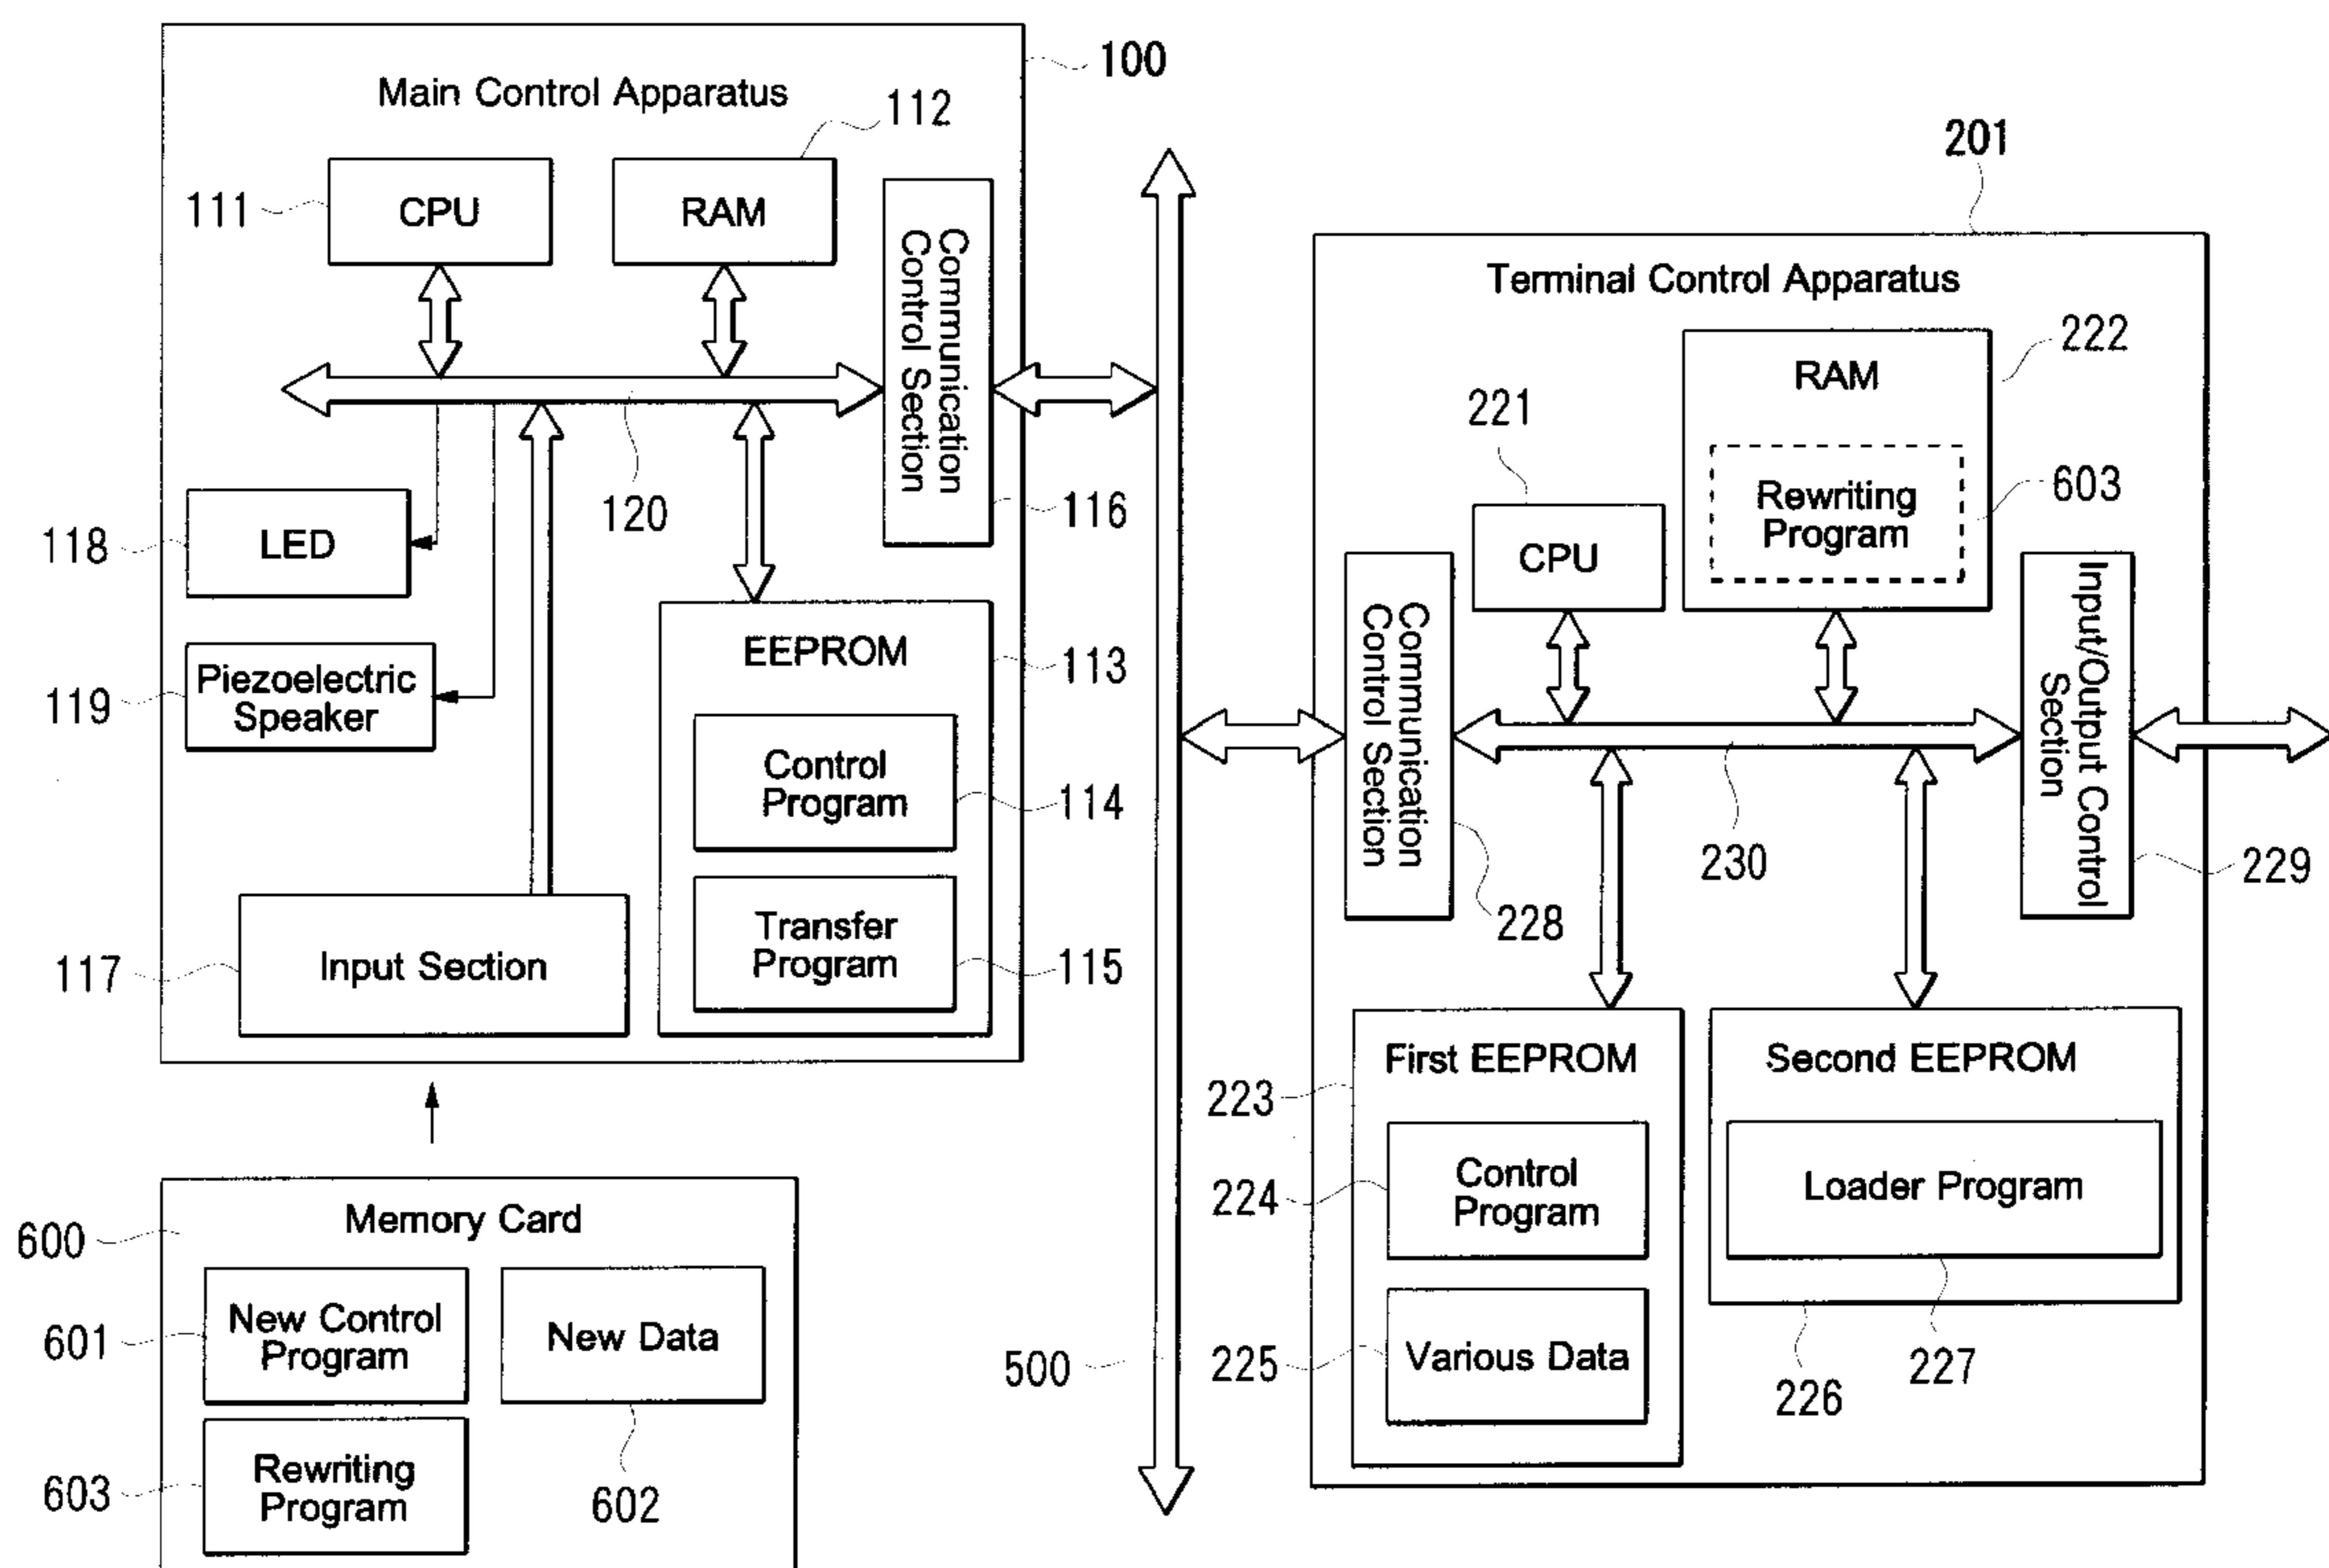 100
Main Control Apparatus
112
111
CPU
RAM
Communication
Control Section
120
116
118
LED
119
Piezoelectric
Speaker
EEPROM
113
Control
Program
114
Transfer
Program
115
117
Input Section
600
Memory Card
601
New Control
Program
New Data
602
603
Rewriting
Program
500
201
Terminal Control Apparatus
222
RAM
221
603
Rewriting
Program
CPU
Communication
Control Section
228
230
Input/Output Control
Section
229
223
First EEPROM
224
Control
Program
225
Various Data
Second EEPROM
Loader Program
226
227